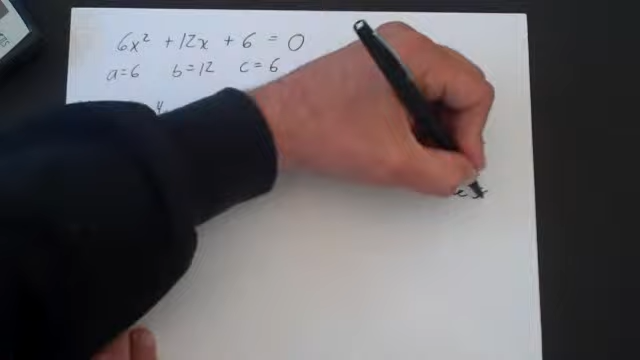 6x² + 12x + 6 = 0
a=6 b=12 c=6